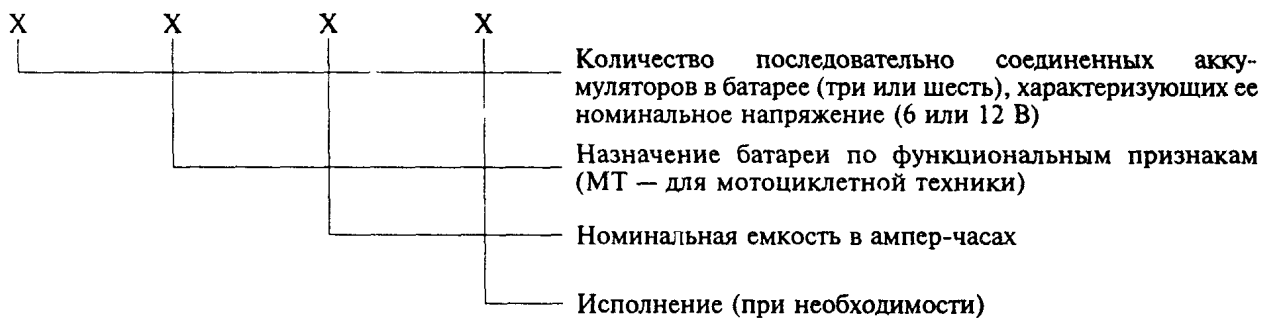 X X X X
Количество последовательно соединенных акку-
муляторов в батарее (три или шесть), характеризующих ее
номинальное напряжение (6 или 12 В)
Назначение батареи по функциональным признакам
(МТ — для мотоциклетной техники)
Номинальная емкость в ампер-часах
Исполнение (при необходимости)